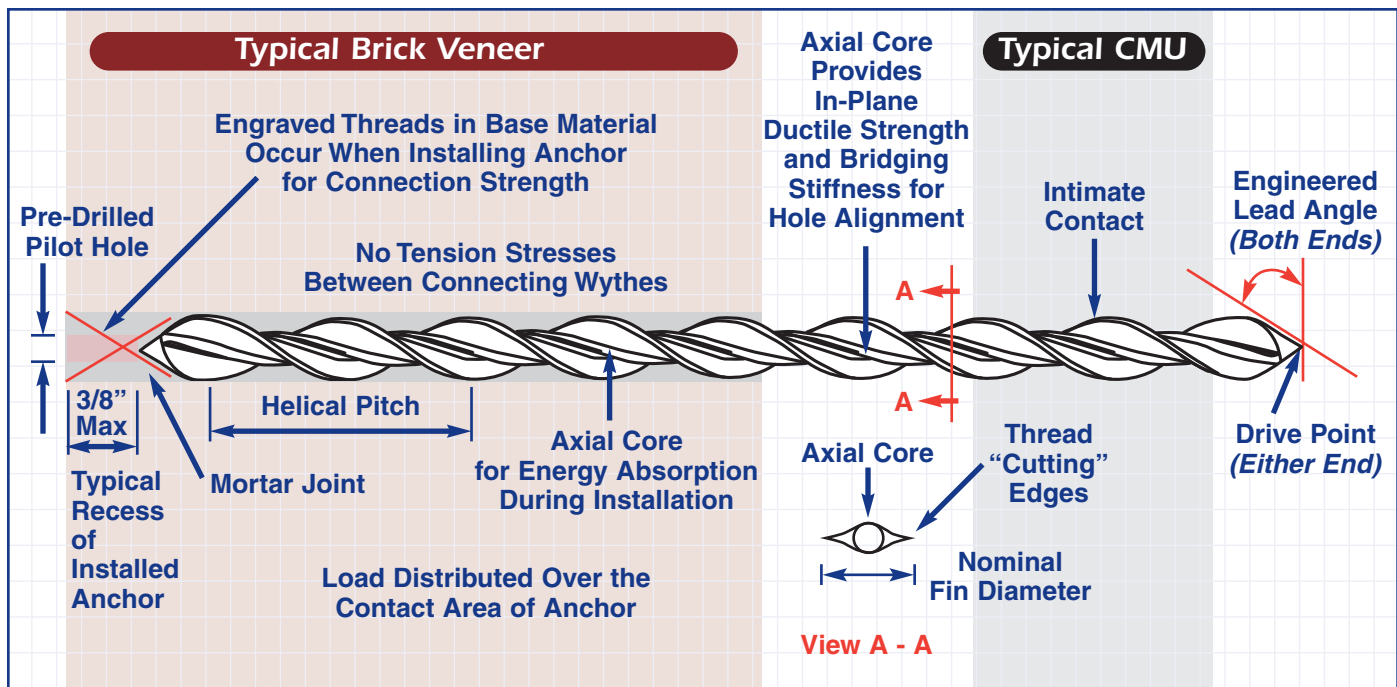 Typical Brick Veneer
Typical CMU
Axial Core
Provides
In-Plane
Ductile Strength
and Bridging
Stiffness for
Hole Alignment
Engraved Threads in Base Material
Occur When Installing Anchor
for Connection Strength
Intimate
Contact
Engineered
Lead Angle
(Both Ends)
Pre-Drilled
Pilot Hole
No Tension Stresses
Between Connecting Wythes
A
A
3/8”
Max
Helical Pitch
Typical
Recess
of
Installed
Anchor
Mortar Joint
Axial Core
for Energy Absorption
During Installation
Axial Core
Thread
“Cutting”
Edges
Drive Point
(Either End)
Load Distributed Over the
Contact Area of Anchor
Nominal
Fin Diameter
View A - A